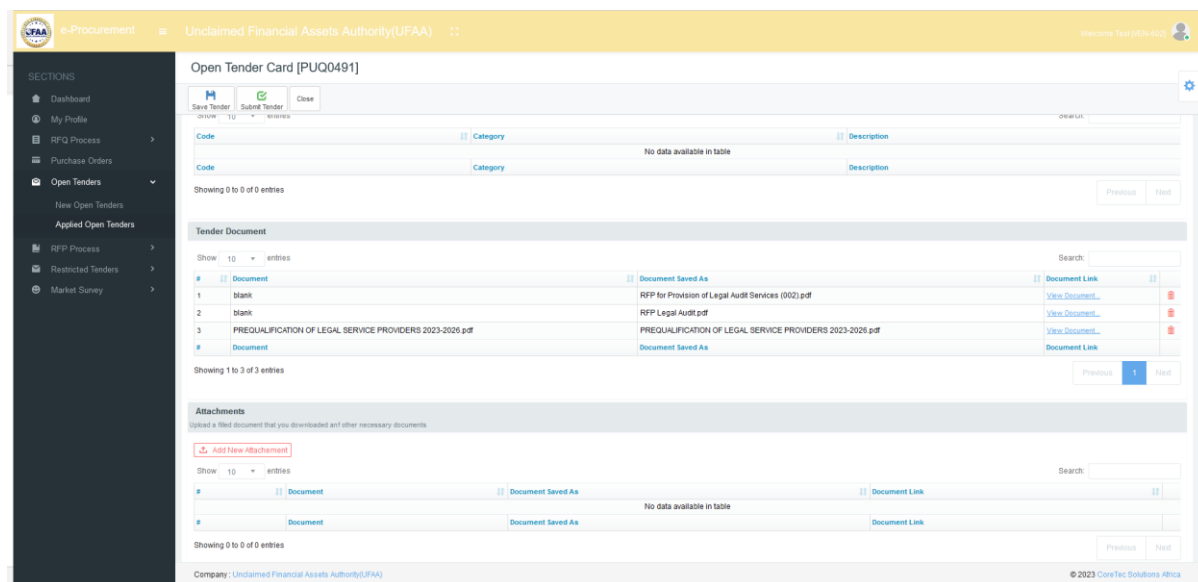 UFAA e-Procurement Unclaimed Financial Assets Authority(UFAA)
SECTIONS
Dashboard
My Profile
RFQ Process
Purchase Orders
Open Tenders
New Open Tenders
Applied Open Tenders
RFP Process
Restricted Tenders
Market Survey
Open Tender Card [PUQ0491]
Save Tender Submit Tender Close
Show 10 entries Search:
Code Category Description
No data available in table
Code Category Description
Showing 0 to 0 of 0 entries
Previous Next
Tender Document
Show 10 entries Search:
# Document Document Saved As Document Link
1 blank RFP for Provision of Legal Audit Services (002).pdf View Document...
2 blank RFP Legal Audit.pdf View Document...
3 PREQUALIFICATION OF LEGAL SERVICE PROVIDERS 2023-2026.pdf PREQUALIFICATION OF LEGAL SERVICE PROVIDERS 2023-2026.pdf View Document...
# Document Document Saved As Document Link
Showing 1 to 3 of 3 entries
Previous 1 Next
Attachments
Upload a filled document that you downloaded anf other necessary documents
Add New Attachement
Show 10 entries Search:
# Document Document Saved As Document Link
No data available in table
# Document Document Saved As Document Link
Showing 0 to 0 of 0 entries
Previous Next
Company : Unclaimed Financial Assets Authority(UFAA) © 2023 CoreTec Solutions Africa